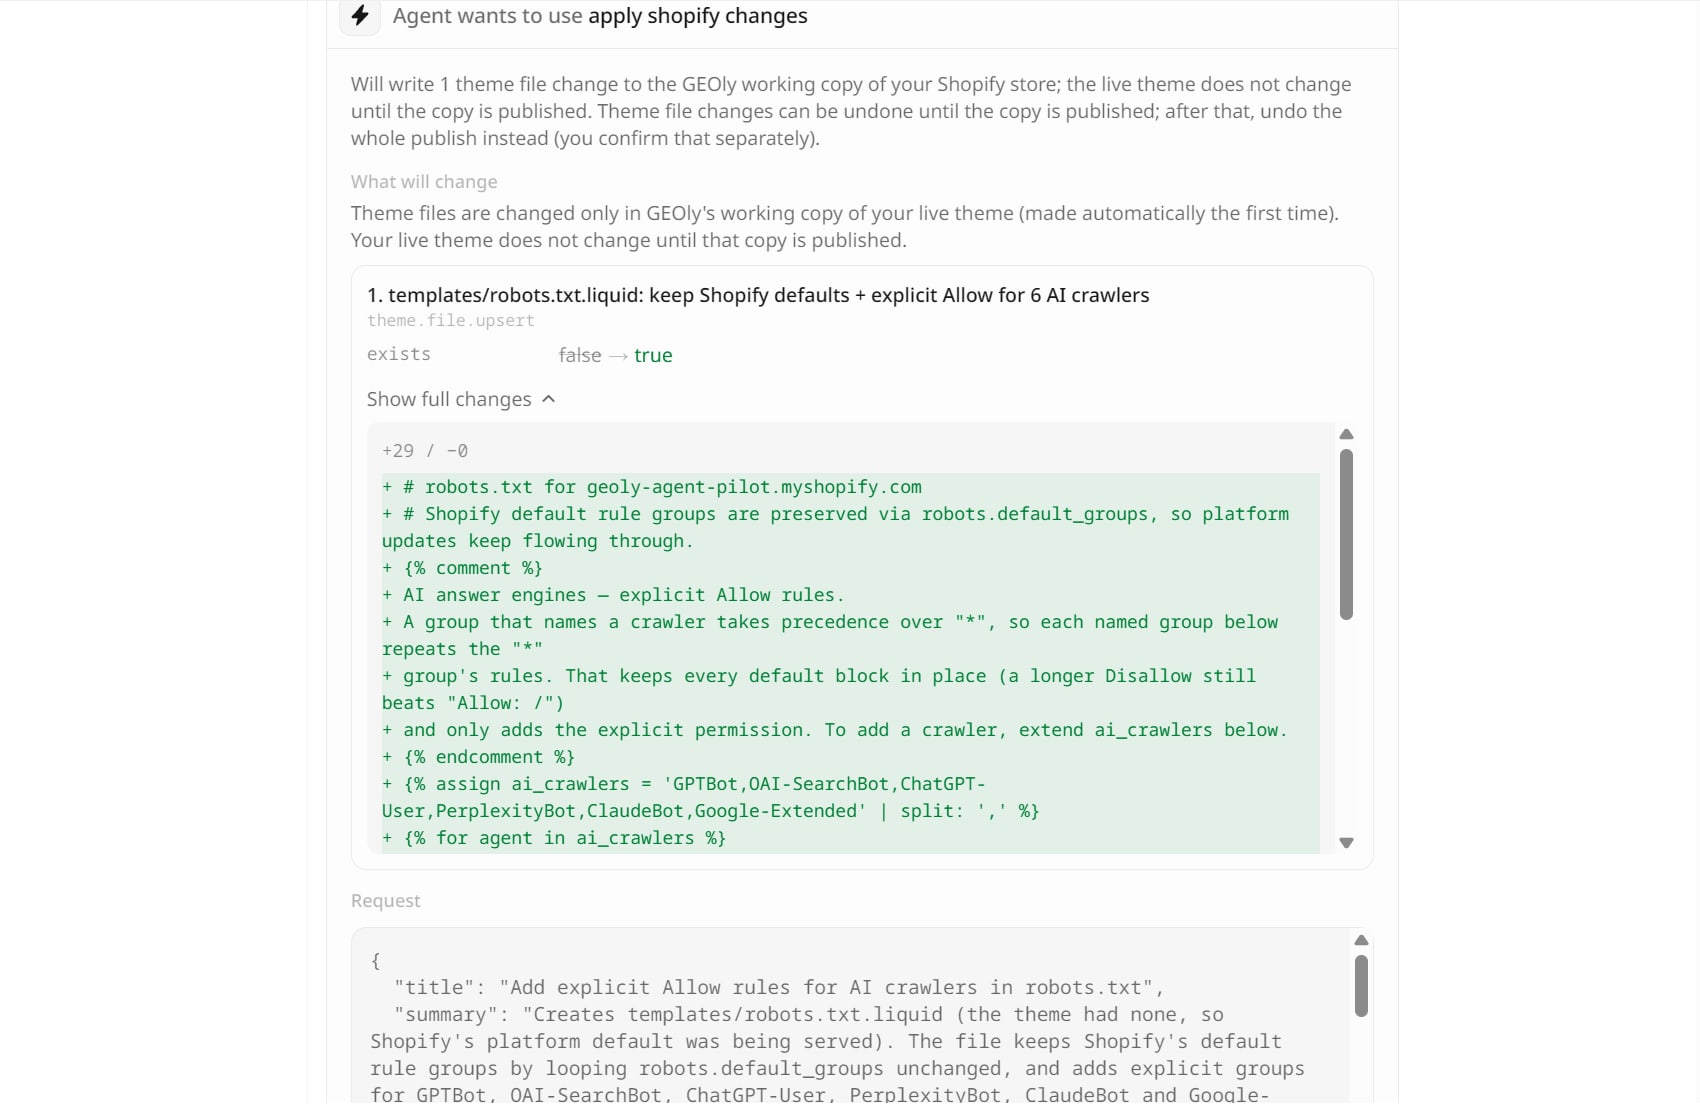 Agent wants to use apply shopify changes
Will write 1 theme file change to the GEOly working copy of your Shopify store; the live theme does not change
until the copy is published. Theme file changes can be undone until the copy is published; after that, undo the
whole publish instead (you confirm that separately).
What will change
Theme files are changed only in GEOly's working copy of your live theme (made automatically the first time).
Your live theme does not change until that copy is published.
1. templates/robots.txt.liquid: keep Shopify defaults + explicit Allow for 6 AI crawlers
theme.file.upsert
exists false → true
Show full changes
+29 / −0
+ # robots.txt for geoly-agent-pilot.myshopify.com
+ # Shopify default rule groups are preserved via robots.default_groups, so platform
updates keep flowing through.
+ {% comment %}
+ AI answer engines — explicit Allow rules.
+ A group that names a crawler takes precedence over "*", so each named group below
repeats the "*"
+ group's rules. That keeps every default block in place (a longer Disallow still
beats "Allow: /")
+ and only adds the explicit permission. To add a crawler, extend ai_crawlers below.
+ {% endcomment %}
+ {% assign ai_crawlers = 'GPTBot,OAI-SearchBot,ChatGPT-
User,PerplexityBot,ClaudeBot,Google-Extended' | split: ',' %}
+ {% for agent in ai_crawlers %}
Request
{
"title": "Add explicit Allow rules for AI crawlers in robots.txt",
"summary": "Creates templates/robots.txt.liquid (the theme had none, so
Shopify's platform default was being served). The file keeps Shopify's default
rule groups by looping robots.default_groups unchanged, and adds explicit groups
for GPTBot, OAI-SearchBot, ChatGPT-User, PerplexityBot, ClaudeBot and Google-